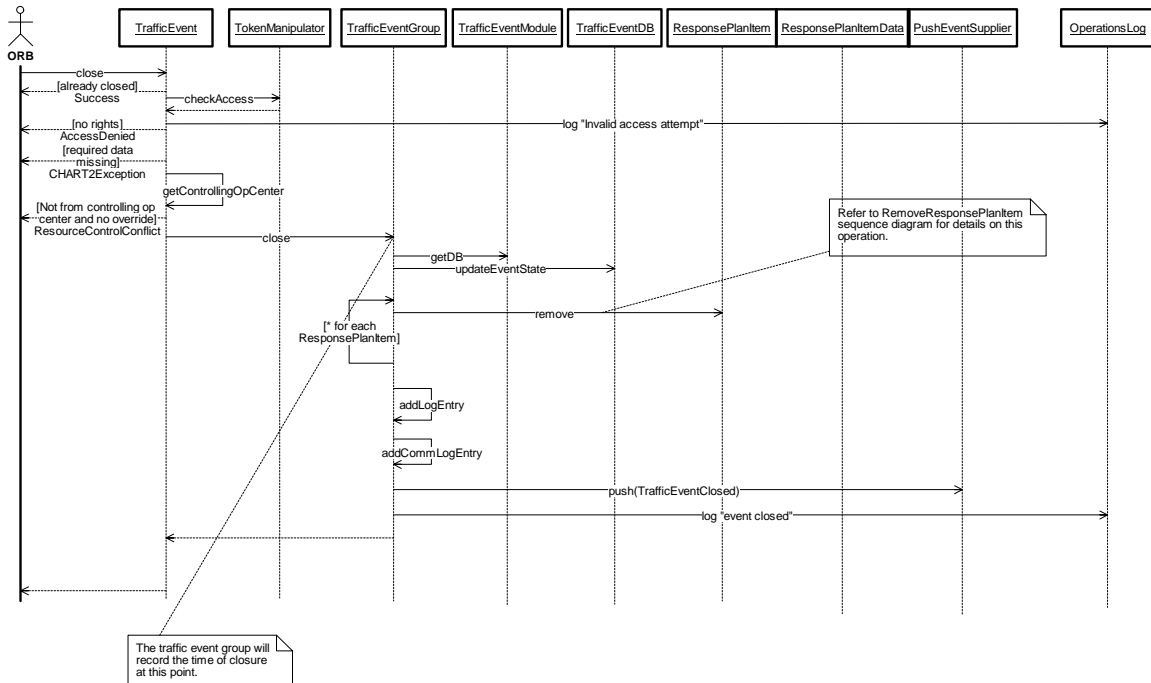 TrafficEvent
TokenManipulator
TrafficEventGroup
TrafficEventModule
TrafficEventDB
ResponsePlanItem
ResponsePlanItemData
PushEventSupplier
OperationsLog
ORB
close
[already closed]
Success
checkAccess
[no rights]
AccessDenied
log "Invalid access attempt"
[required data
missing]
CHART2Exception
getControllingOpCenter
[Not from controlling op
center and no override]
ResourceControlConflict
close
Refer to RemoveResponsePlanItem
sequence diagram for details on this
operation.
getDB
updateEventState
remove
[* for each
ResponsePlanItem]
addLogEntry
addCommLogEntry
push(TrafficEventClosed)
log "event closed"
The traffic event group will
record the time of closure
at this point.